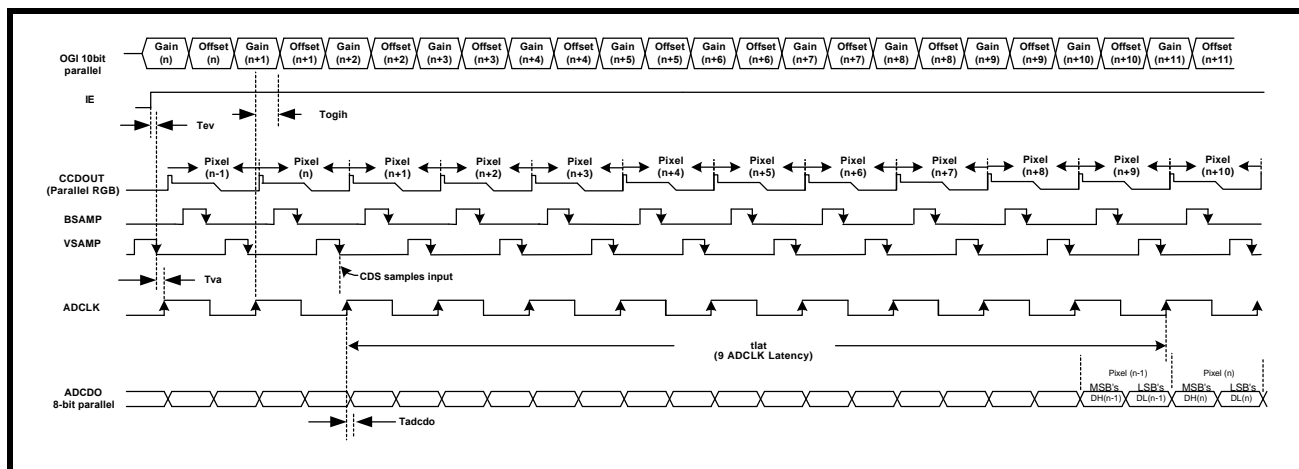 OGI 10bit
parallel
Gain
(n)
Offset
(n)
Gain
(n+1)
Offset
(n+1)
Gain
(n+2)
Offset
(n+2)
Gain
(n+3)
Offset
(n+3)
Gain
(n+4)
Offset
(n+4)
Gain
(n+5)
Offset
(n+5)
Gain
(n+6)
Offset
(n+6)
Gain
(n+7)
Offset
(n+7)
Gain
(n+8)
Offset
(n+8)
Gain
(n+9)
Offset
(n+9)
Gain
(n+10)
Offset
(n+10)
Gain
(n+11)
Offset
(n+11)
IE
Tev
Togih
CCDOUT
(Parallel RGB)
Pixel
(n-1)
Pixel
(n)
Pixel
(n+1)
Pixel
(n+2)
Pixel
(n+3)
Pixel
(n+4)
Pixel
(n+5)
Pixel
(n+6)
Pixel
(n+7)
Pixel
(n+8)
Pixel
(n+9)
Pixel
(n+10)
BSAMP
VSAMP
CDS samples input
Tva
ADCLK
tlat
(9 ADCLK Latency)
ADCDO
8-bit parallel
Pixel (n-1)
Pixel (n)
MSB's
DH(n-1)
LSB's
DL(n-1)
MSB's
DH(n)
LSB's
DL(n)
Tadcdo